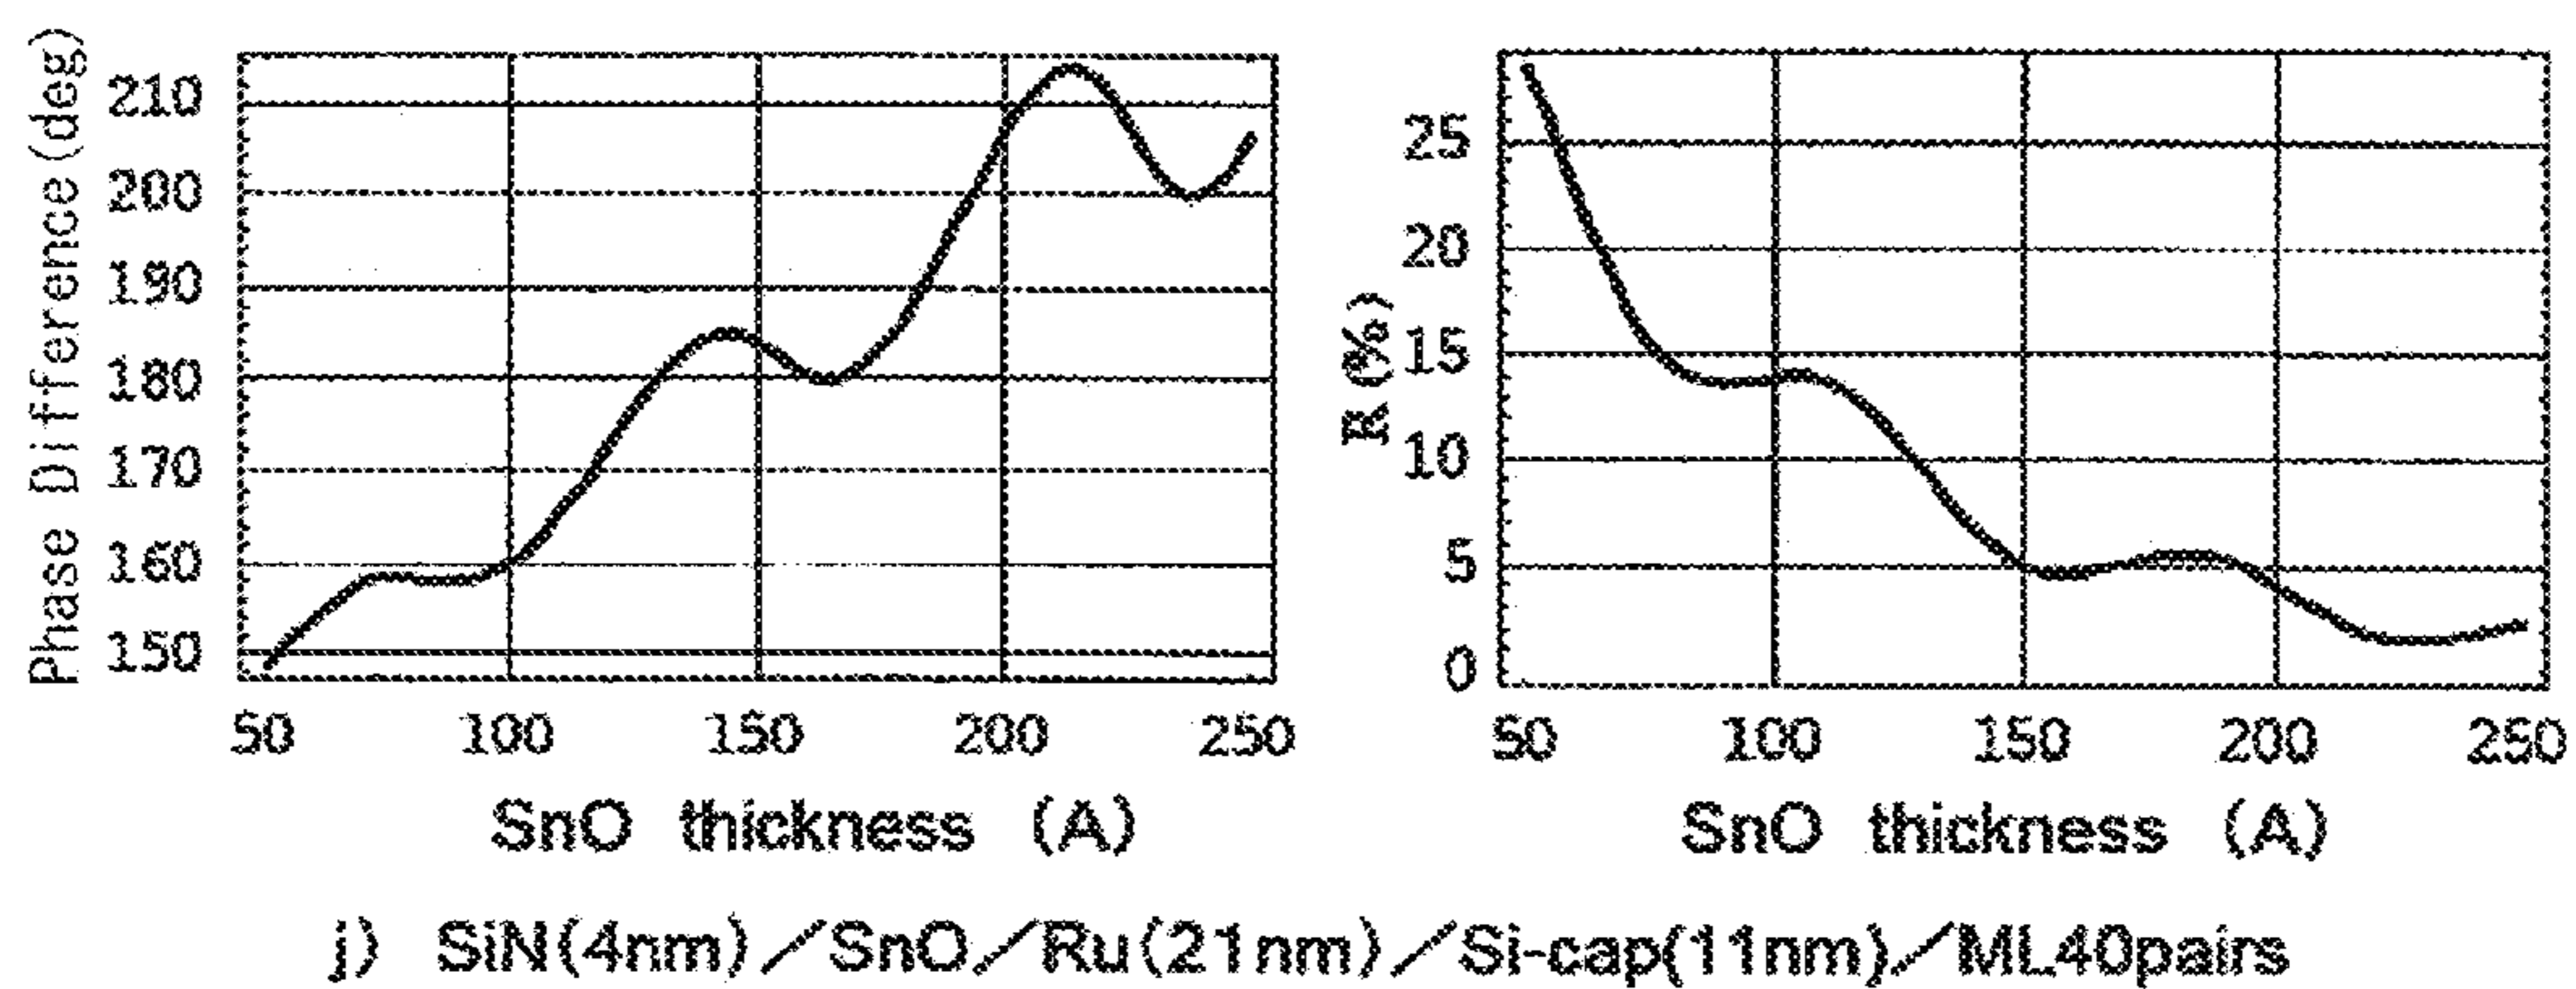 Phase Difference(deg)
210
200
190
180
170
160
150
50 100 150 200 250
SnO thickness (A)
R(%)
25
20
15
10
5
0
50 100 150 200 250
SnO thickness (A)
j) SiN(4nm)/SnO/Ru(21nm)/Si-cap(11nm)/ML40pairs